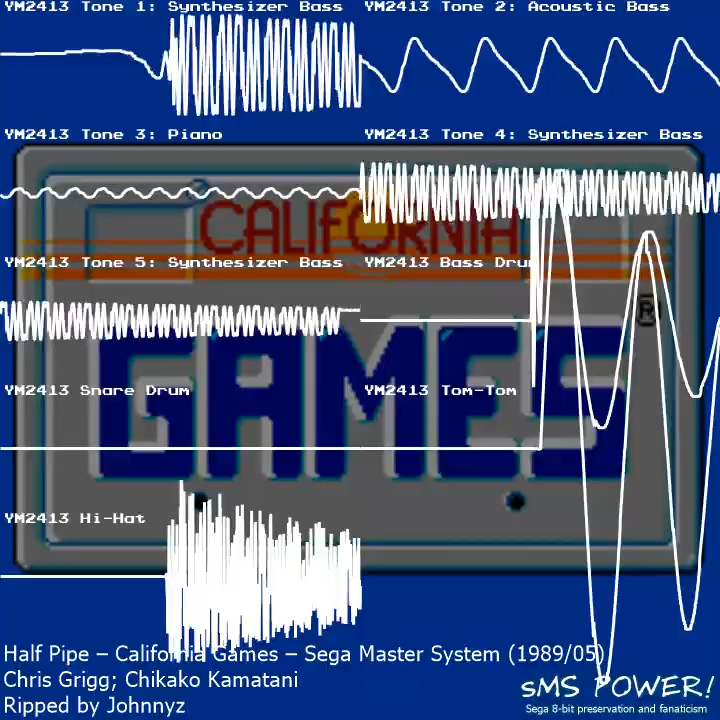 YM2413 Tone 1: Synthesizer Bass
YM2413 Tone 2: Acoustic Bass
YM2413 Tone 3: Piano
YM2413 Tone 4: Synthesizer Bass
CALIFORNIA
YM2413 Tone 5: Synthesizer Bass
YM2413 Bass Drum
®
GAMES
YM2413 Snare Drum
YM2413 Tom-Tom
YM2413 Hi-Hat
Half Pipe – California Games – Sega Master System (1989/05)
Chris Grigg; Chikako Kamatani
Ripped by Johnnyz
SMS POWER!
Sega 8-bit preservation and fanaticism